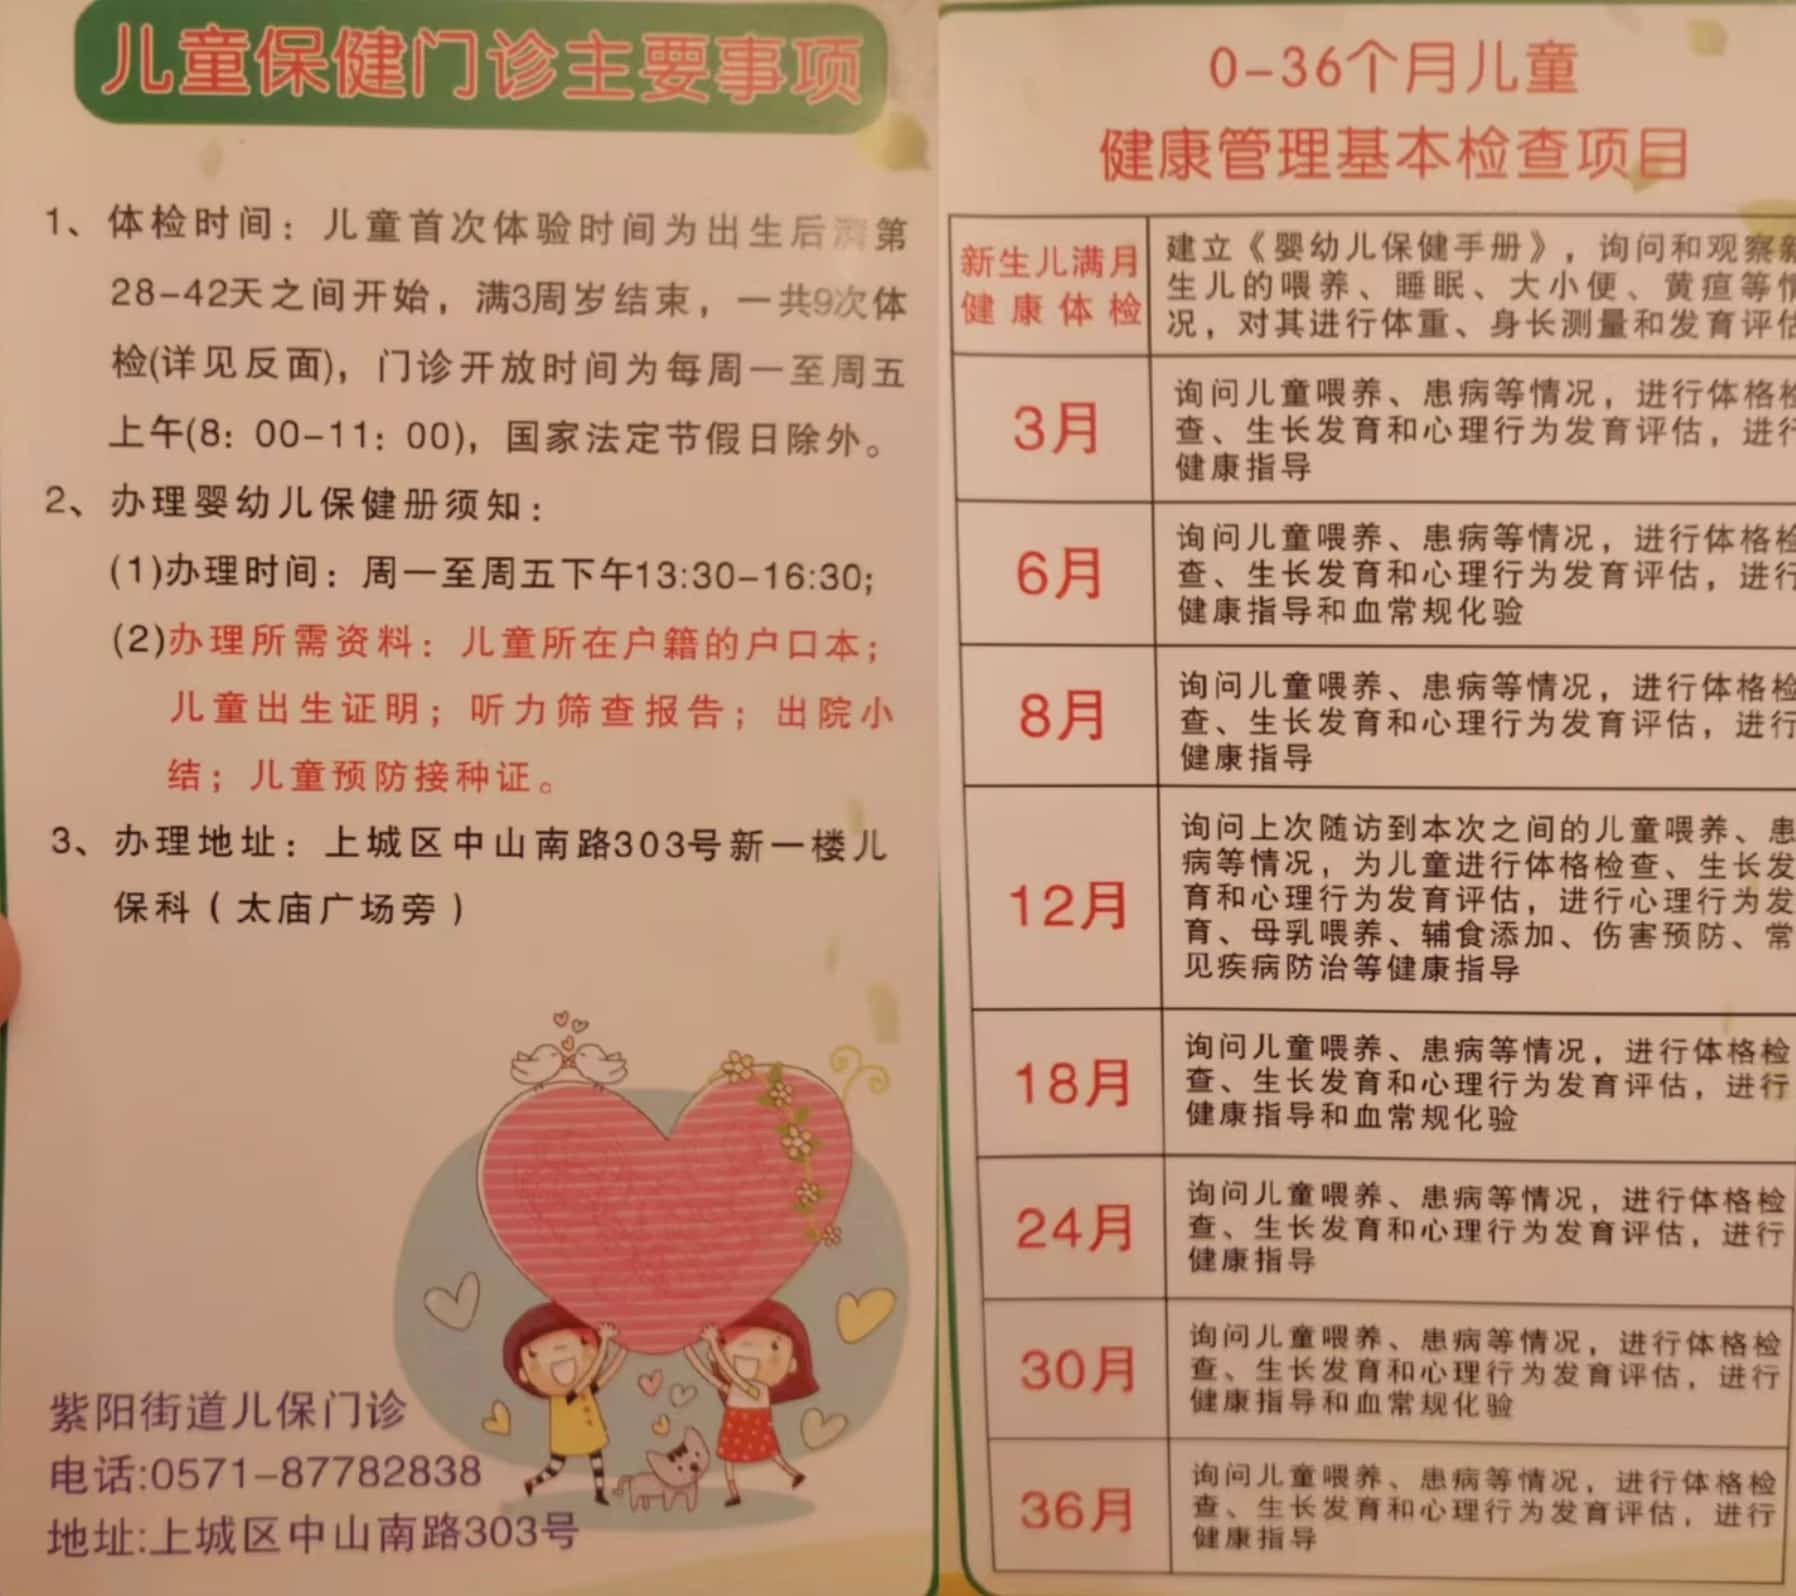 儿童保健门诊主要事项
1、体检时间：儿童首次体验时间为出生后满第
28-42天之间开始，满3周岁结束，一共9次体
检(详见反面)，门诊开放时间为每周一至周五
上午(8：00-11：00)，国家法定节假日除外。
2、办理婴幼儿保健册须知：
(1)办理时间：周一至周五下午13:30-16:30;
(2)办理所需资料：儿童所在户籍的户口本；
儿童出生证明；听力筛查报告；出院小
结；儿童预防接种证。
3、办理地址：上城区中山南路303号新一楼儿
保科（太庙广场旁）
紫阳街道儿保门诊
电话:0571-87782838
地址:上城区中山南路303号
0-36个月儿童
健康管理基本检查项目
新生儿满月
健康体检
建立《婴幼儿保健手册》，询问和观察新
生儿的喂养、睡眠、大小便、黄疸等情
况，对其进行体重、身长测量和发育评估
3月
询问儿童喂养、患病等情况，进行体格检
查、生长发育和心理行为发育评估，进行
健康指导
6月
询问儿童喂养、患病等情况，进行体格检
查、生长发育和心理行为发育评估，进行
健康指导和血常规化验
8月
询问儿童喂养、患病等情况，进行体格检
查、生长发育和心理行为发育评估，进行
健康指导
12月
询问上次随访到本次之间的儿童喂养、患
病等情况，为儿童进行体格检查、生长发
育和心理行为发育评估，进行心理行为发
育、母乳喂养、辅食添加、伤害预防、常
见疾病防治等健康指导
18月
询问儿童喂养、患病等情况，进行体格检
查、生长发育和心理行为发育评估，进行
健康指导和血常规化验
24月
询问儿童喂养、患病等情况，进行体格检
查、生长发育和心理行为发育评估，进行
健康指导
30月
询问儿童喂养、患病等情况，进行体格检
查、生长发育和心理行为发育评估，进行
健康指导和血常规化验
36月
询问儿童喂养、患病等情况，进行体格检
查、生长发育和心理行为发育评估，进行
健康指导